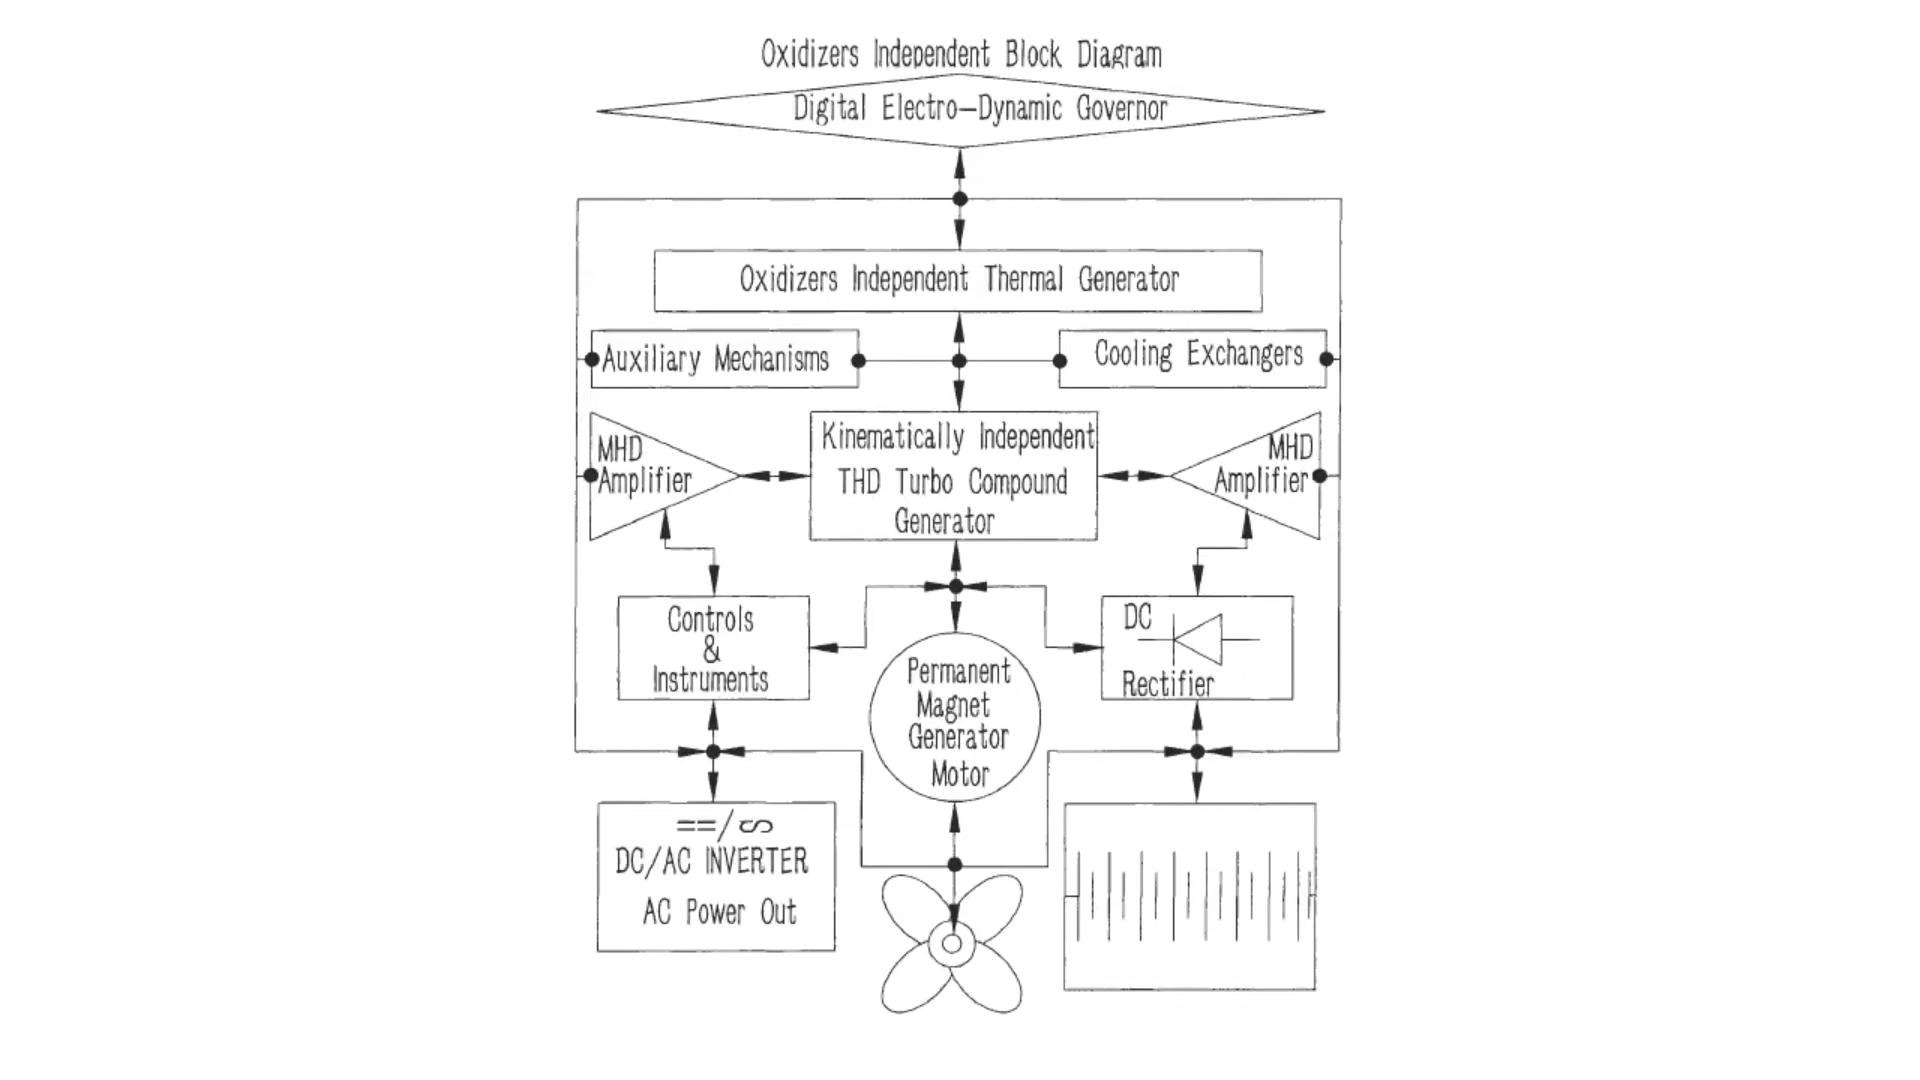 Oxidizers Independent Block Diagram
Digital Electro-Dynamic Governor
Oxidizers Independent Thermal Generator
Auxiliary Mechanisms
Cooling Exchangers
MHD
Amplifier
Kinematically Independent
THD Turbo Compound
Generator
MHD
Amplifier
Controls
&
Instruments
Permanent
Magnet
Generator
Motor
DC
Rectifier
DC/AC INVERTER
AC Power Out